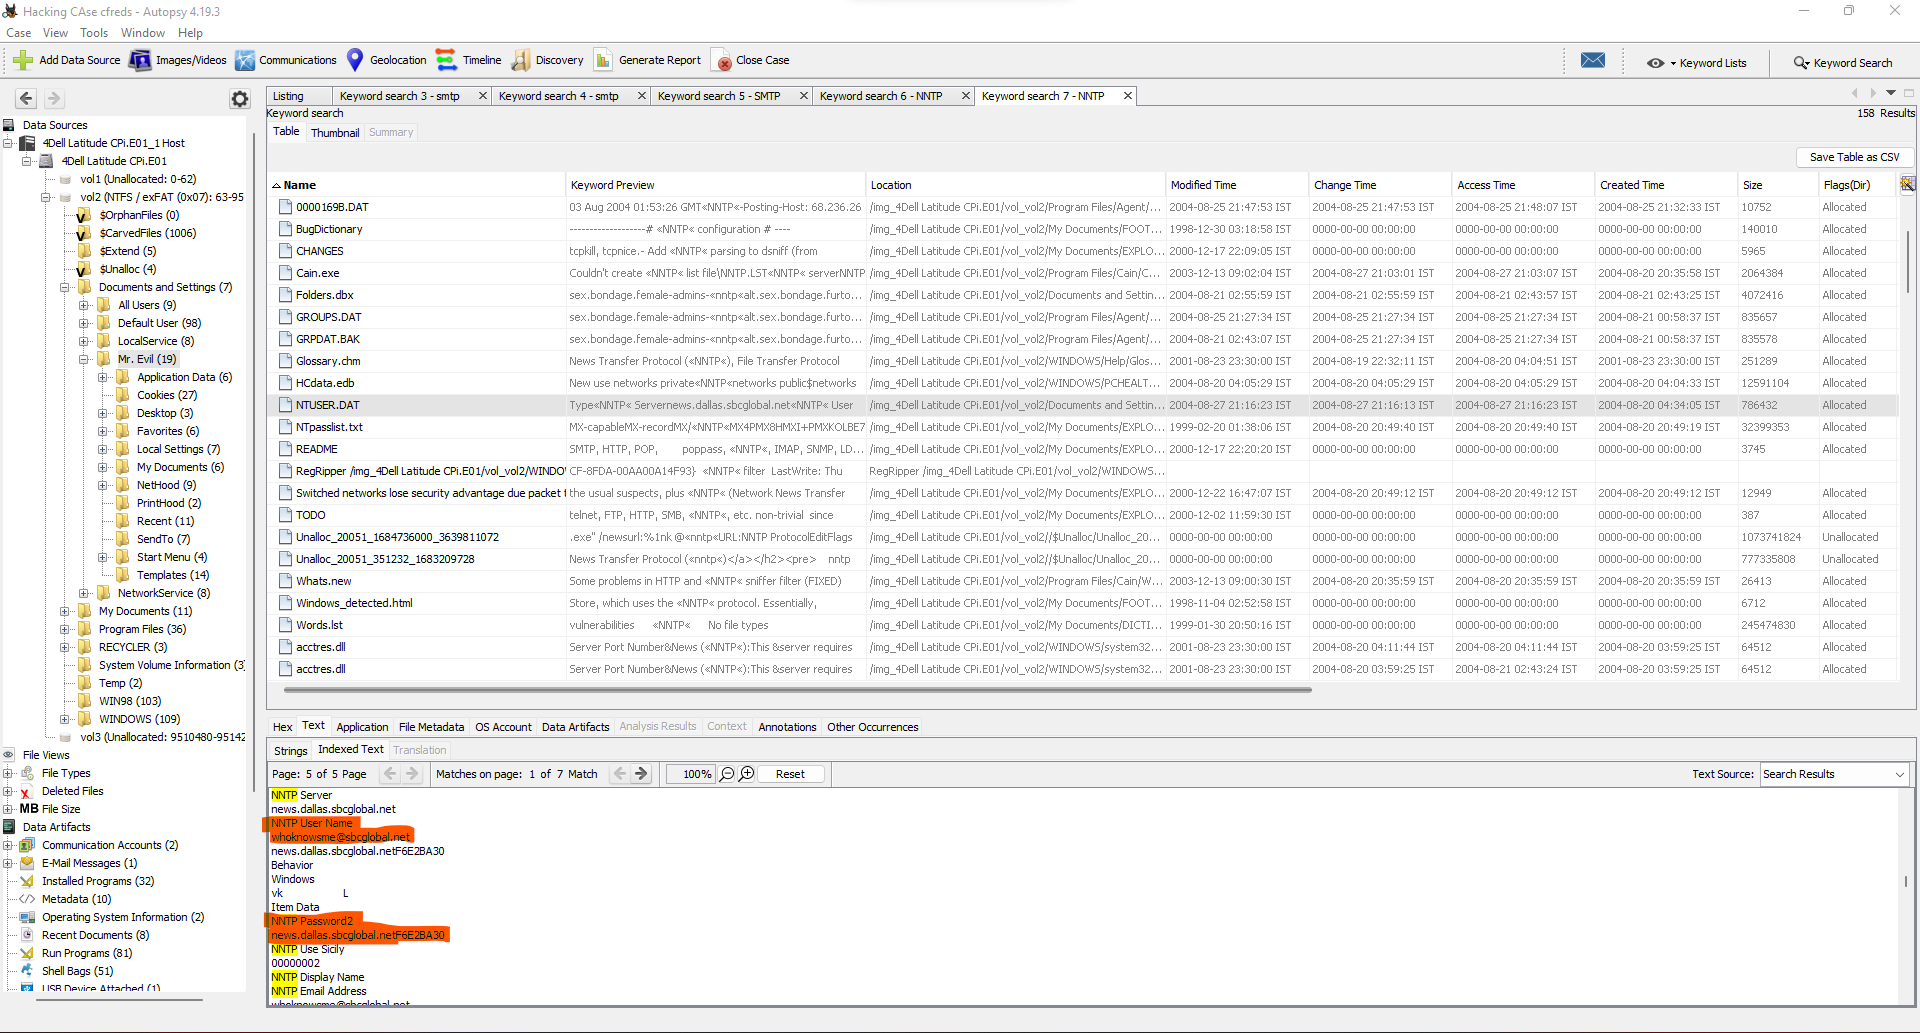 Hacking CAse cfreds - Autopsy 4.19.3
Case View Tools Window Help
Add Data Source Images/Videos Communications Geolocation Timeline Discovery Generate Report Close Case Keyword Lists Keyword Search
Listing Keyword search 3 - smtp Keyword search 4 - smtp Keyword search 5 - SMTP Keyword search 6 - NNTP Keyword search 7 - NNTP
Keyword search
158 Results
Table Thumbnail Summary
Save Table as CSV
Data Sources
4Dell Latitude CPi.E01_1 Host
4Dell Latitude CPi.E01
vol1 (Unallocated: 0-62)
vol2 (NTFS / exFAT (0x07): 63-95
$OrphanFiles (0)
$CarvedFiles (1006)
$Extend (5)
$Unalloc (4)
Documents and Settings (7)
All Users (9)
Default User (98)
LocalService (8)
Mr. Evil (19)
Application Data (6)
Cookies (27)
Desktop (3)
Favorites (6)
Local Settings (7)
My Documents (6)
NetHood (9)
PrintHood (2)
Recent (11)
SendTo (7)
Start Menu (4)
Templates (14)
NetworkService (8)
My Documents (11)
Program Files (36)
RECYCLER (3)
System Volume Information (3
Temp (2)
WIN98 (103)
WINDOWS (109)
vol3 (Unallocated: 9510480-95142
File Views
File Types
Deleted Files
MB File Size
Data Artifacts
Communication Accounts (2)
E-Mail Messages (1)
Installed Programs (32)
Metadata (10)
Operating System Information (2)
Recent Documents (8)
Run Programs (81)
Shell Bags (51)
USB Device Attached (1)
Name Keyword Preview Location Modified Time Change Time Access Time Created Time Size Flags(Dir)
0000169B.DAT 03 Aug 2004 01:53:26 GMT«NNTP«-Posting-Host: 68.236.26 /img_4Dell Latitude CPi.E01/vol_vol2/Program Files/Agent/... 2004-08-25 21:47:53 IST 2004-08-25 21:47:53 IST 2004-08-25 21:48:07 IST 2004-08-25 21:32:33 IST 10752 Allocated
BugDictionary -------------------# «NNTP« configuration # ---- /img_4Dell Latitude CPi.E01/vol_vol2/My Documents/FOOT... 1998-12-30 03:18:58 IST 0000-00-00 00:00:00 0000-00-00 00:00:00 0000-00-00 00:00:00 140010 Allocated
CHANGES tcpkill, tcpnice.- Add «NNTP« parsing to dsniff (from /img_4Dell Latitude CPi.E01/vol_vol2/My Documents/EXPLO... 2000-12-17 22:09:05 IST 0000-00-00 00:00:00 0000-00-00 00:00:00 0000-00-00 00:00:00 5965 Allocated
Cain.exe Couldn't create «NNTP« list file\NNTP.LST«NNTP« serverNNTP /img_4Dell Latitude CPi.E01/vol_vol2/Program Files/Cain/C... 2003-12-13 09:02:04 IST 2004-08-27 21:03:01 IST 2004-08-27 21:03:07 IST 2004-08-20 20:35:58 IST 2064384 Allocated
Folders.dbx sex.bondage.female-admins-«nntp«alt.sex.bondage.furto... /img_4Dell Latitude CPi.E01/vol_vol2/Documents and Settin... 2004-08-21 02:55:59 IST 2004-08-21 02:55:59 IST 2004-08-21 02:43:57 IST 2004-08-21 02:43:25 IST 4072416 Allocated
GROUPS.DAT sex.bondage.female-admins-«nntp«alt.sex.bondage.furto... /img_4Dell Latitude CPi.E01/vol_vol2/Program Files/Agent/... 2004-08-25 21:27:34 IST 2004-08-25 21:27:34 IST 2004-08-25 21:27:34 IST 2004-08-21 00:58:37 IST 835657 Allocated
GRPDAT.BAK sex.bondage.female-admins-«nntp«alt.sex.bondage.furto... /img_4Dell Latitude CPi.E01/vol_vol2/Program Files/Agent/... 2004-08-21 02:43:07 IST 2004-08-25 21:27:34 IST 2004-08-25 21:27:34 IST 2004-08-21 00:58:37 IST 835578 Allocated
Glossary.chm News Transfer Protocol («NNTP«), File Transfer Protocol /img_4Dell Latitude CPi.E01/vol_vol2/WINDOWS/Help/Glos... 2001-08-23 23:30:00 IST 2004-08-19 22:32:11 IST 2004-08-20 04:04:51 IST 2001-08-23 23:30:00 IST 251289 Allocated
HCdata.edb New use networks private«NNTP«networks public$networks /img_4Dell Latitude CPi.E01/vol_vol2/WINDOWS/PCHEALT... 2004-08-20 04:05:29 IST 2004-08-20 04:05:29 IST 2004-08-20 04:05:29 IST 2004-08-20 04:04:33 IST 12591104 Allocated
NTUSER.DAT Type«NNTP« Servernews.dallas.sbcglobal.net«NNTP« User /img_4Dell Latitude CPi.E01/vol_vol2/Documents and Settin... 2004-08-27 21:16:23 IST 2004-08-27 21:16:13 IST 2004-08-27 21:16:23 IST 2004-08-20 04:34:05 IST 786432 Allocated
NTpasslist.txt MX-capableMX-recordMX/«NNTP«MX4PMX8HMXI+PMXKOLBE7 /img_4Dell Latitude CPi.E01/vol_vol2/My Documents/EXPLO... 1999-02-20 01:38:06 IST 2004-08-20 20:49:40 IST 2004-08-20 20:49:40 IST 2004-08-20 20:49:19 IST 32399353 Allocated
README SMTP, HTTP, POP, poppass, «NNTP«, IMAP, SNMP, LD... /img_4Dell Latitude CPi.E01/vol_vol2/My Documents/EXPLO... 2000-12-17 22:20:20 IST 0000-00-00 00:00:00 0000-00-00 00:00:00 0000-00-00 00:00:00 3745 Allocated
RegRipper /img_4Dell Latitude CPi.E01/vol_vol2/WINDO CF-8FDA-00AA00A14F93} «NNTP« filter LastWrite: Thu RegRipper /img_4Dell Latitude CPi.E01/vol_vol2/WINDOWS...
Switched networks lose security advantage due packet t the usual suspects, plus «NNTP« (Network News Transfer /img_4Dell Latitude CPi.E01/vol_vol2/My Documents/EXPLO... 2000-12-22 16:47:07 IST 2004-08-20 20:49:12 IST 2004-08-20 20:49:12 IST 2004-08-20 20:49:12 IST 12949 Allocated
TODO telnet, FTP, HTTP, SMB, «NNTP«, etc. non-trivial since /img_4Dell Latitude CPi.E01/vol_vol2/My Documents/EXPLO... 2000-12-02 11:59:30 IST 0000-00-00 00:00:00 0000-00-00 00:00:00 0000-00-00 00:00:00 387 Allocated
Unalloc_20051_1684736000_3639811072 .exe" /newsurl:%1nk @«nntp«URL:NNTP ProtocolEditFlags /img_4Dell Latitude CPi.E01/vol_vol2//$Unalloc/Unalloc_20... 0000-00-00 00:00:00 0000-00-00 00:00:00 0000-00-00 00:00:00 0000-00-00 00:00:00 1073741824 Unallocated
Unalloc_20051_351232_1683209728 News Transfer Protocol («nntp«)</a></h2><pre> nntp /img_4Dell Latitude CPi.E01/vol_vol2//$Unalloc/Unalloc_20... 0000-00-00 00:00:00 0000-00-00 00:00:00 0000-00-00 00:00:00 0000-00-00 00:00:00 777335808 Unallocated
Whats.new Some problems in HTTP and «NNTP« sniffer filter (FIXED) /img_4Dell Latitude CPi.E01/vol_vol2/Program Files/Cain/W... 2003-12-13 09:00:30 IST 2004-08-20 20:35:59 IST 2004-08-20 20:35:59 IST 2004-08-20 20:35:59 IST 26413 Allocated
Windows_detected.html Store, which uses the «NNTP« protocol. Essentially, /img_4Dell Latitude CPi.E01/vol_vol2/My Documents/FOOT... 1998-11-04 02:52:58 IST 0000-00-00 00:00:00 0000-00-00 00:00:00 0000-00-00 00:00:00 6712 Allocated
Words.lst vulnerabilities «NNTP« No file types /img_4Dell Latitude CPi.E01/vol_vol2/My Documents/DICTI... 1999-01-30 20:50:16 IST 0000-00-00 00:00:00 0000-00-00 00:00:00 0000-00-00 00:00:00 245474830 Allocated
acctres.dll Server Port Number&News («NNTP«):This &server requires /img_4Dell Latitude CPi.E01/vol_vol2/WINDOWS/system32... 2001-08-23 23:30:00 IST 2004-08-20 04:11:44 IST 2004-08-20 04:11:44 IST 2004-08-20 03:59:25 IST 64512 Allocated
acctres.dll Server Port Number&News («NNTP«):This &server requires /img_4Dell Latitude CPi.E01/vol_vol2/WINDOWS/system32... 2001-08-23 23:30:00 IST 2004-08-20 03:59:25 IST 2004-08-21 02:43:24 IST 2004-08-20 03:59:25 IST 64512 Allocated
Hex Text Application File Metadata OS Account Data Artifacts Analysis Results Context Annotations Other Occurrences
Strings Indexed Text Translation
Page: 5 of 5 Page Matches on page: 1 of 7 Match 100% Reset Text Source: Search Results
NNTP Server
news.dallas.sbcglobal.net
NNTP User Name
whoknowsme@sbcglobal.net
news.dallas.sbcglobal.netF6E2BA30
Behavior
Windows
vk L
Item Data
NNTP Password2
news.dallas.sbcglobal.netF6E2BA30
NNTP Use Sicily
00000002
NNTP Display Name
NNTP Email Address
whoknowsme@sbcglobal.net